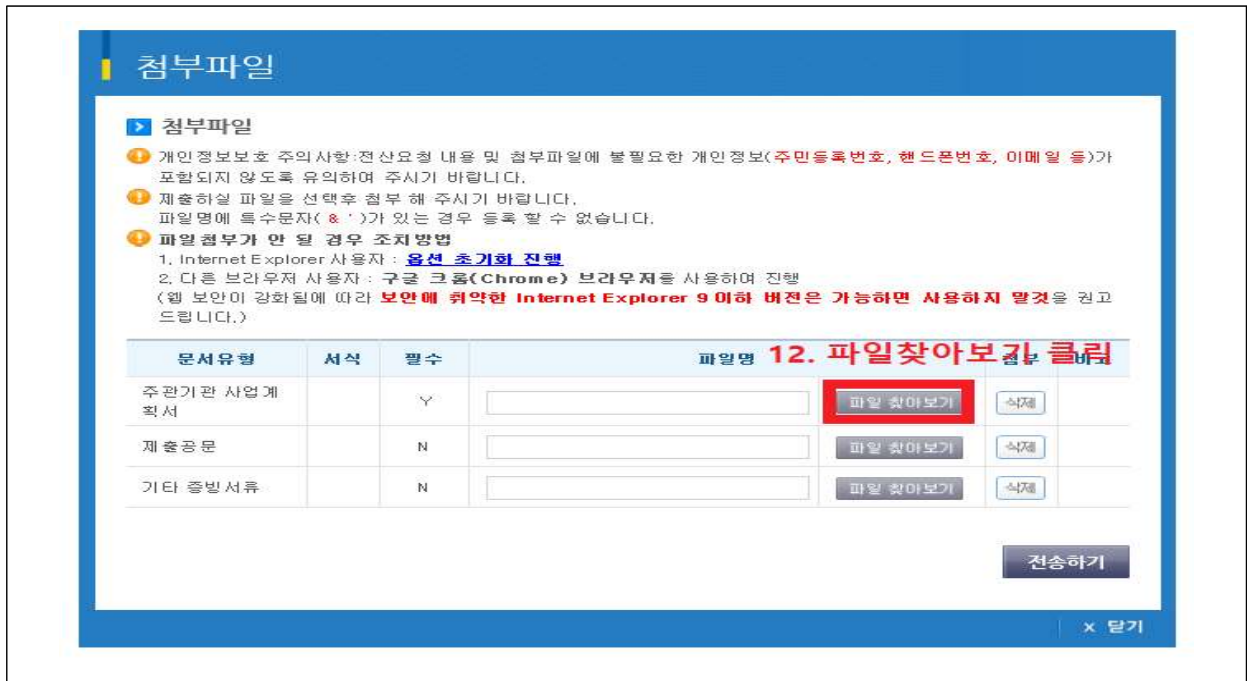 첨부파일
첨부파일
개인정보보호 주의사항:전산요청 내용 및 첨부파일에 불필요한 개인정보(주민등록번호, 핸드폰번호, 이메일 등)가
포함되지 않도록 유의하여 주시기 바랍니다.
제출하실 파일을 선택후 첨부 해 주시기 바랍니다.
파일명에 특수문자( & ' )가 있는 경우 등록 할 수 없습니다.
파일첨부가 안 될 경우 조치방법
1. Internet Explorer 사용자 : 옵션 초기화 진행
2. 다른 브라우저 사용자 : 구글 크롬(Chrome) 브라우저를 사용하여 진행
(웹 보안이 강화됨에 따라 보안에 취약한 Internet Explorer 9 이하 버전은 가능하면 사용하지 말것을 권고
드립니다.)
문서유형 서식 필수 파일명 첨부 비고
12. 파일찾아보기 클릭
주관기관 사업계
획서 Y 파일 찾아보기 삭제
제출공문 N 파일 찾아보기 삭제
기타 증빙서류 N 파일 찾아보기 삭제
전송하기
x 닫기